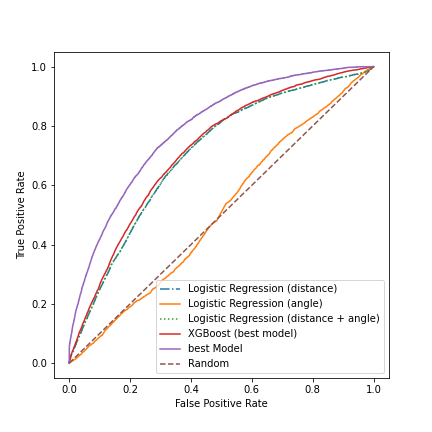 1.0
0.8
0.6
0.4
0.2
0.0
True Positive Rate
0.0 0.2 0.4 0.6 0.8 1.0
False Positive Rate
Logistic Regression (distance)
Logistic Regression (angle)
Logistic Regression (distance + angle)
XGBoost (best model)
best Model
Random